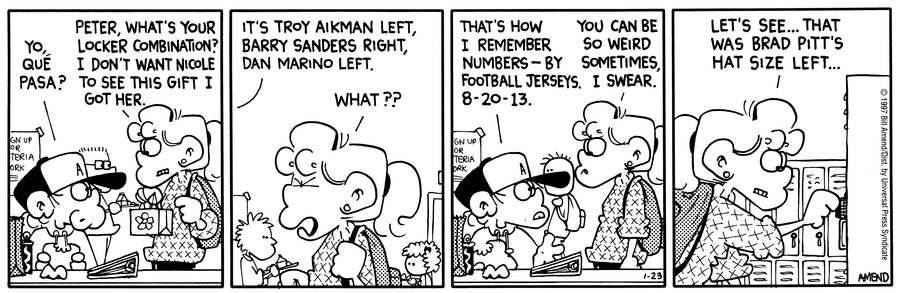 YO,
QUÉ
PASA?
PETER, WHAT'S YOUR
LOCKER COMBINATION?
I DON'T WANT NICOLE
TO SEE THIS GIFT I
GOT HER.
GN UP
OR
TERIA
ORK
A
IT'S TROY AIKMAN LEFT,
BARRY SANDERS RIGHT,
DAN MARINO LEFT.
WHAT??
THAT'S HOW
I REMEMBER
NUMBERS—BY
FOOTBALL JERSEYS.
8-20-13.
YOU CAN BE
SO WEIRD
SOMETIMES,
I SWEAR.
GN UP
OR
TERIA
ORK
A
1-23
LET'S SEE... THAT
WAS BRAD PITT'S
HAT SIZE LEFT...
© 1997 Bill Amend/Dist. by Universal Press Syndicate
AMEND